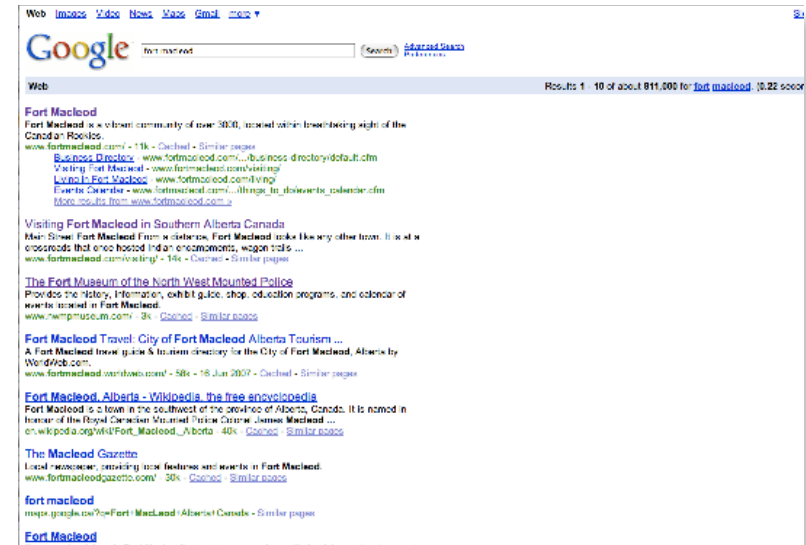 Web Images Video News Maps Gmail more ▼
Google fort macleod Search Advanced Search
Preferences
Web Results 1 - 10 of about 811,000 for fort macleod. (0.22 secon
Fort Macleod
Fort Macleod is a vibrant community of over 3000, located within breathtaking sight of the
Canadian Rockies.
www.fortmacleod.com/ - 11k - Cached - Similar pages
Business Directory - www.fortmacleod.com/.../business-directory/default.cfm
Visiting Fort Macleod - www.fortmacleod.com/visiting/
Living in Fort Macleod - www.fortmacleod.com/living/
Events Calendar - www.fortmacleod.com/.../things_to_do/events_calendar.cfm
More results from www.fortmacleod.com »
Visiting Fort Macleod in Southern Alberta Canada
Main Street Fort Macleod From a distance, Fort Macleod looks like any other town. It is at a
crossroads that once hosted Indian encampments, wagon trails ...
www.fortmacleod.com/visiting/ - 14k - Cached - Similar pages
The Fort Museum of the North West Mounted Police
Provides the history, information, exhibit guide, shop, education programs, and calendar of
events located in Fort Macleod.
www.nwmpmuseum.com/ - 3k - Cached - Similar pages
Fort Macleod Travel: City of Fort Macleod Alberta Tourism ...
A Fort Macleod travel guide & tourism directory for the City of Fort Macleod, Alberta by
WorldWeb.com.
www.fortmacleod.worldweb.com/ - 58k - 16 Jun 2007 - Cached - Similar pages
Fort Macleod, Alberta - Wikipedia, the free encyclopedia
Fort Macleod is a town in the southwest of the province of Alberta, Canada. It is named in
honour of the Royal Canadian Mounted Police Colonel James Macleod ...
en.wikipedia.org/wiki/Fort_Macleod,_Alberta - 40k - Cached - Similar pages
The Macleod Gazette
Local newspaper, providing local features and events in Fort Macleod.
www.fortmacleodgazette.com/ - 30k - Cached - Similar pages
fort macleod
maps.google.ca/?q=Fort+MacLeod+Alberta+Canada - Similar pages
Fort Macleod